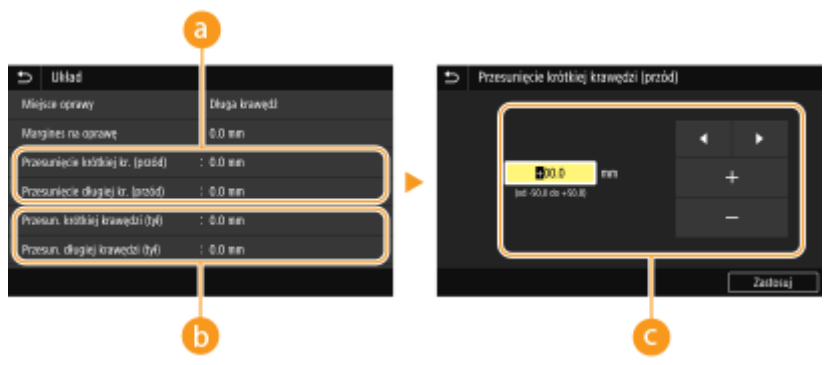 a
Układ
Miejsce oprawy Długa krawędź
Margines na oprawę 0.0 mm
Przesunięcie krótkiej kr. (przód) : 0.0 mm
Przesunięcie długiej kr. (przód) : 0.0 mm
Przesun. krótkiej krawędzi (tył) : 0.0 mm
Przesun. długiej krawędzi (tył) : 0.0 mm
b
Przesunięcie krótkiej krawędzi (przód)
+00.0 mm
(od -50.8 do +50.8)
+
−
Zastosuj
c